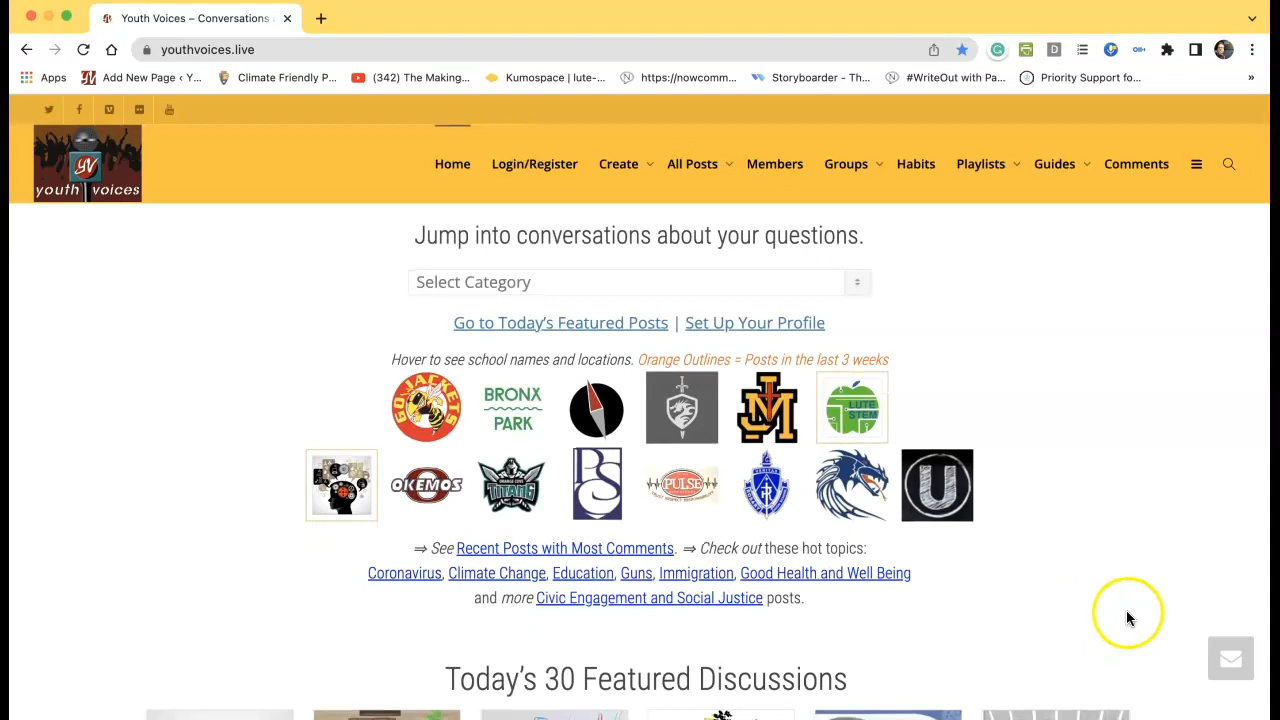 Youth Voices – Conversations a
youthvoices.live
Apps Add New Page ‹ Y... Climate Friendly P... (342) The Making... Kumospace | lute-... https://nowcomm... Storyboarder - Th... #WriteOut with Pa... Priority Support fo... »
YV
youth voices
Home Login/Register Create All Posts Members Groups Habits Playlists Guides Comments
Jump into conversations about your questions.
Select Category
Go to Today's Featured Posts | Set Up Your Profile
Hover to see school names and locations. Orange Outlines = Posts in the last 3 weeks
GO JACKETS
BRONX
PARK
JM
LUTE
STEM
OKEMOS
TITANS
PULSE
U
⇒ See Recent Posts with Most Comments. ⇒ Check out these hot topics:
Coronavirus, Climate Change, Education, Guns, Immigration, Good Health and Well Being
and more Civic Engagement and Social Justice posts.
Today's 30 Featured Discussions